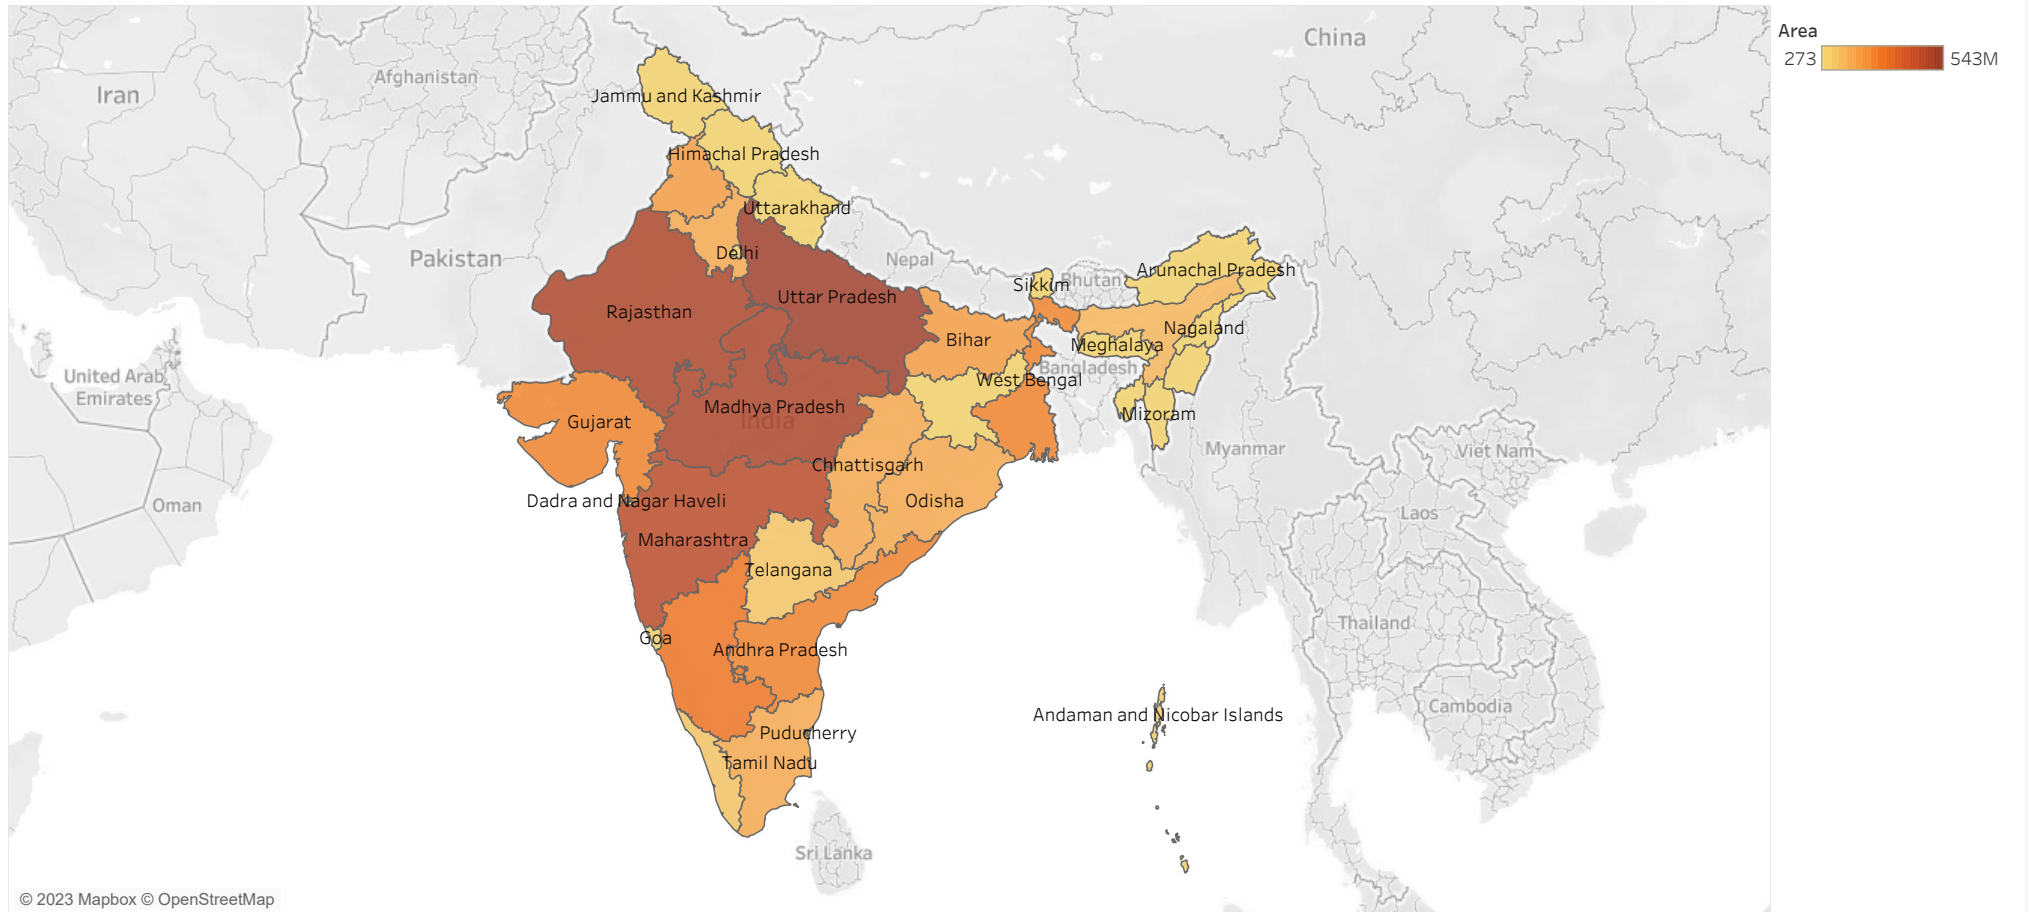 Area
273
543M
China
Afghanistan
Iran
Jammu and Kashmir
Himachal Pradesh
Uttarakhand
Delhi
Pakistan
Nepal
Arunachal Pradesh
Sikkim
Bhutan
Uttar Pradesh
Rajasthan
Nagaland
Bihar
Meghalaya
Bangladesh
United Arab
Emirates
West Bengal
Madhya Pradesh
India
Gujarat
Mizoram
Myanmar
Viet Nam
Chhattisgarh
Dadra and Nagar Haveli
Odisha
Oman
Laos
Maharashtra
Telangana
Thailand
Goa
Andhra Pradesh
Cambodia
Andaman and Nicobar Islands
Puducherry
Tamil Nadu
Sri Lanka
© 2023 Mapbox © OpenStreetMap